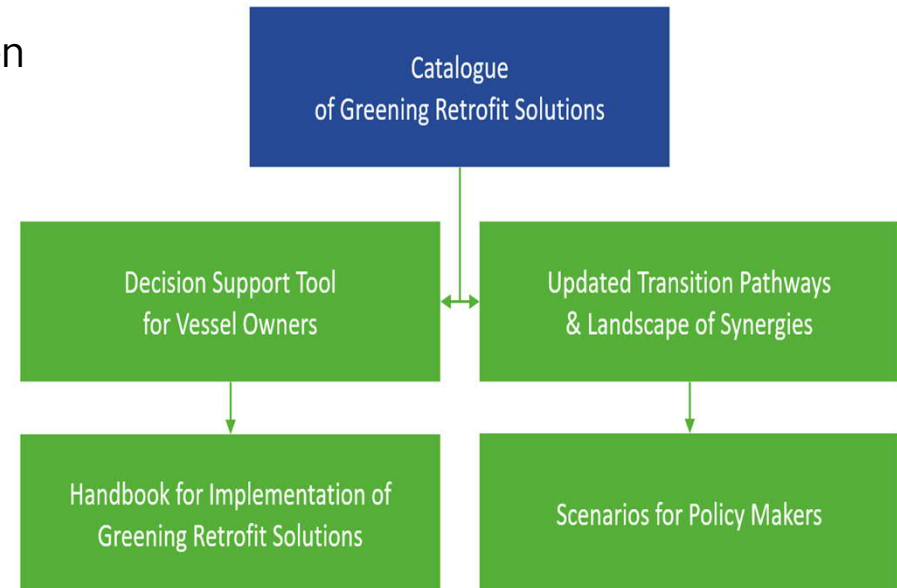 n
Catalogue
of Greening Retrofit Solutions
Decision Support Tool
for Vessel Owners
Updated Transition Pathways
& Landscape of Synergies
Handbook for Implementation of
Greening Retrofit Solutions
Scenarios for Policy Makers